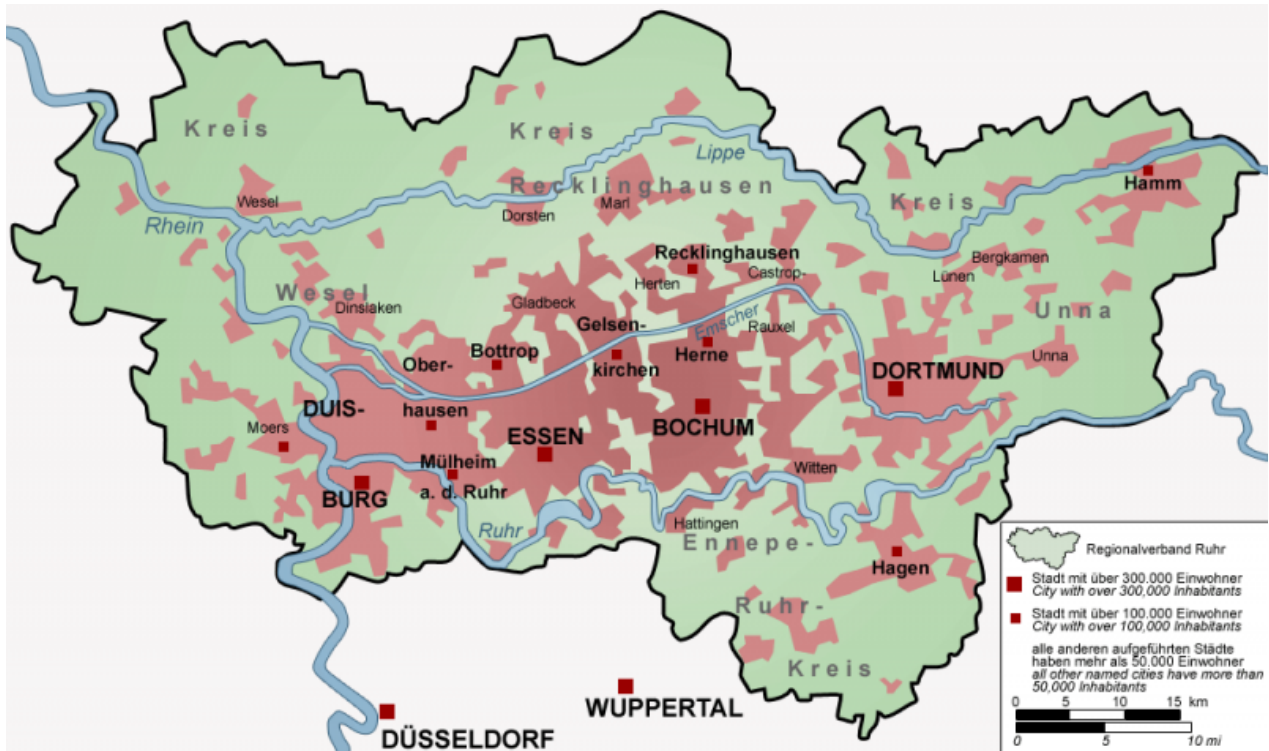 Kreis
Kreis
Lippe
Recklinghausen
Hamm
Wesel
Dorsten
Marl
Kreis
Rhein
Recklinghausen
Bergkamen
Castrop-
Lünen
Herten
Wesel
Dinslaken
Gladbeck
Unna
Gelsen-
Emscher
Rauxel
Bottrop
Herne
Ober-
kirchen
Unna
DORTMUND
DUIS-
hausen
Moers
BOCHUM
ESSEN
Mülheim
Witten
a. d. Ruhr
BURG
Ruhr
Hattingen
Ennepe-
Hagen
Ruhr-
Kreis
WUPPERTAL
DÜSSELDORF
Regionalverband Ruhr
Stadt mit über 300.000 Einwohner
City with over 300,000 Inhabitants
Stadt mit über 100.000 Einwohner
City with over 100,000 Inhabitants
alle anderen aufgeführten Städte
haben mehr als 50.000 Einwohner
all other named cities have more than
50,000 Inhabitants
0 5 10 15 km
0 5 10 mi